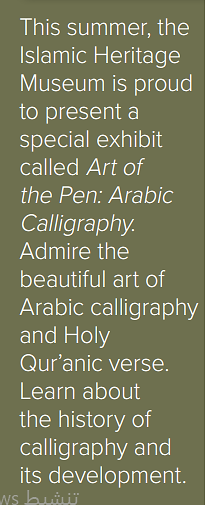 This summer, the
Islamic Heritage
Museum is proud
to present a
special exhibit
called Art of
the Pen: Arabic
Calligraphy.
Admire the
beautiful art of
Arabic calligraphy
and Holy
Qur’anic verse.
Learn about
the history of
calligraphy and
its development.
تنشيط ws